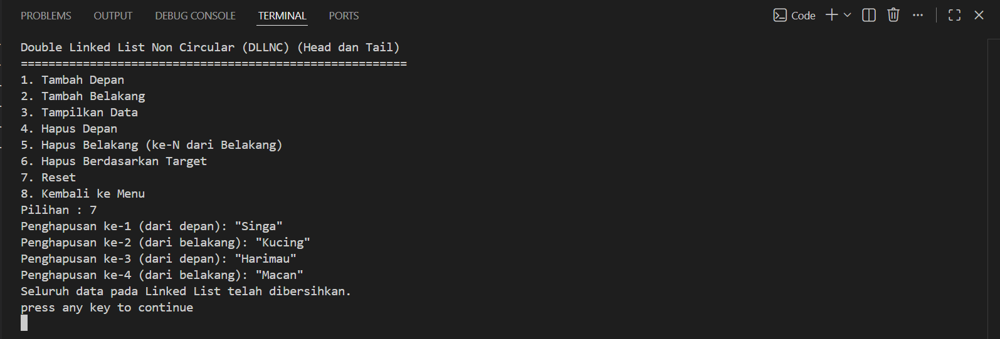 PROBLEMS OUTPUT DEBUG CONSOLE TERMINAL PORTS Code
Double Linked List Non Circular (DLLNC) (Head dan Tail)
========================================================
1. Tambah Depan
2. Tambah Belakang
3. Tampilkan Data
4. Hapus Depan
5. Hapus Belakang (ke-N dari Belakang)
6. Hapus Berdasarkan Target
7. Reset
8. Kembali ke Menu
Pilihan : 7
Penghapusan ke-1 (dari depan): "Singa"
Penghapusan ke-2 (dari belakang): "Kucing"
Penghapusan ke-3 (dari depan): "Harimau"
Penghapusan ke-4 (dari belakang): "Macan"
Seluruh data pada Linked List telah dibersihkan.
press any key to continue